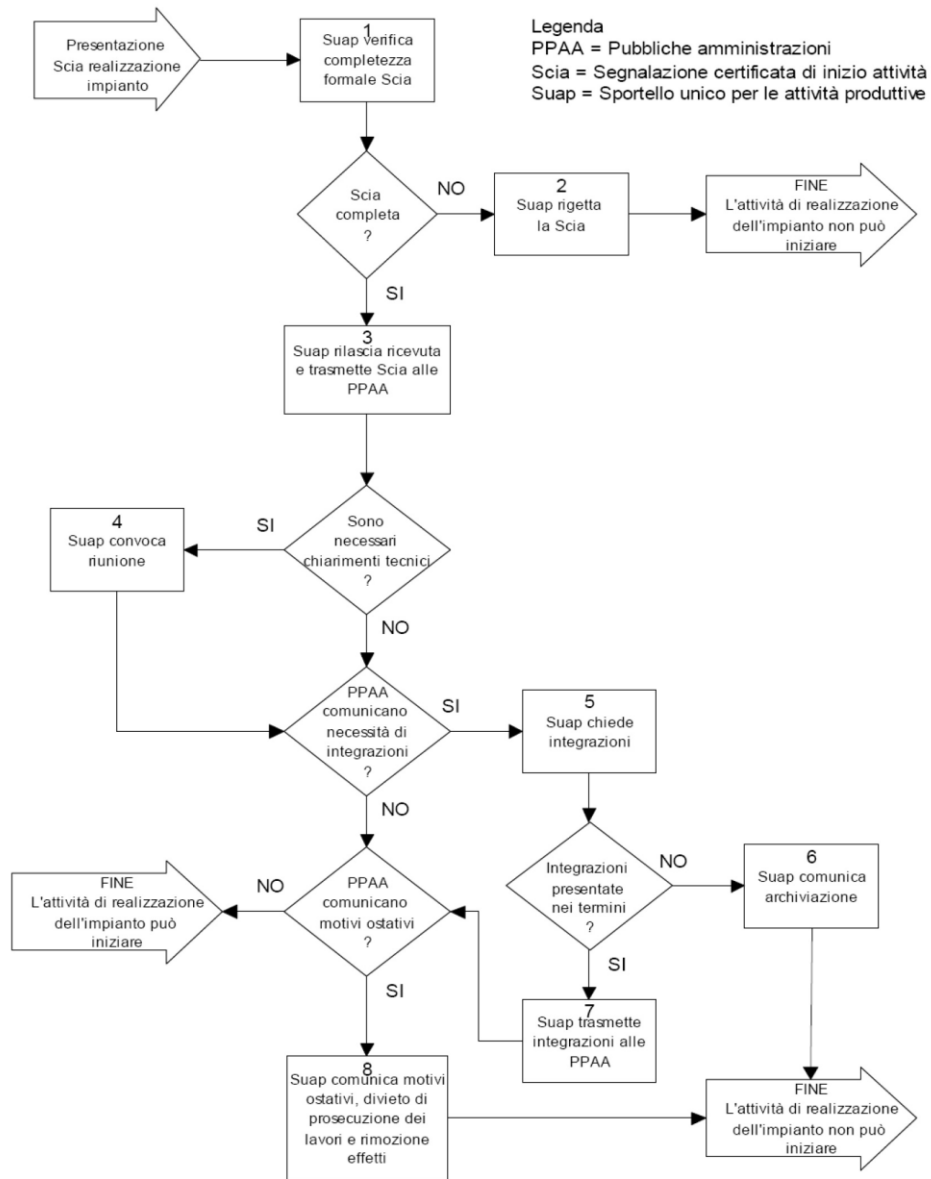 Presentazione
Scia realizzazione
impianto
1
Suap verifica
completezza
formale Scia
Legenda
PPAA = Pubbliche amministrazioni
Scia = Segnalazione certificata di inizio attività
Suap = Sportello unico per le attività produttive
Scia
completa
?
NO
2
Suap rigetta
la Scia
FINE
L'attività di realizzazione
dell'impianto non può
iniziare
SI
3
Suap rilascia ricevuta
e trasmette Scia alle
PPAA
Sono
necessari
chiarimenti tecnici
?
SI
4
Suap convoca
riunione
NO
PPAA
comunicano
necessità di
integrazioni
?
SI
5
Suap chiede
integrazioni
NO
Integrazioni
presentate
nei termini
?
NO
6
Suap comunica
archiviazione
PPAA
comunicano
motivi ostativi
?
NO
FINE
L'attività di realizzazione
dell'impianto può
iniziare
SI
7
Suap trasmette
integrazioni alle
PPAA
SI
8
Suap comunica motivi
ostativi, divieto di
prosecuzione dei
lavori e rimozione
effetti
FINE
L'attività di realizzazione
dell'impianto non può
iniziare